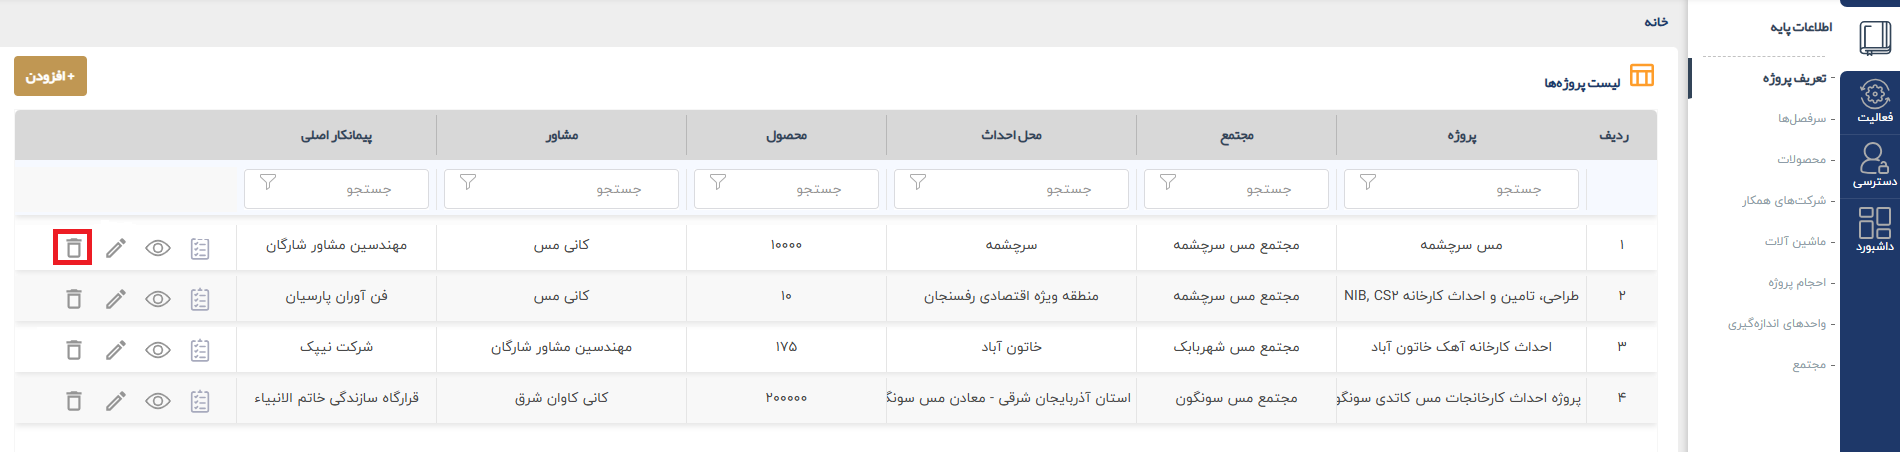 خانه
اطلاعات پایه
- تعریف پروژه
- سرفصل‌ها
- محصولات
- شرکت‌های همکار
- ماشین آلات
- احجام پروژه
- واحدهای اندازه‌گیری
- مجتمع
فعالیت
دسترسی
داشبورد
لیست پروژه‌ها
+ افزودن
ردیف پروژه مجتمع محل احداث محصول مشاور پیمانکار اصلی
جستجو جستجو جستجو جستجو جستجو جستجو
۱ مس سرچشمه مجتمع مس سرچشمه سرچشمه ۱۰۰۰۰ کانی مس مهندسین مشاور شارگان
۲ طراحی، تامین و احداث کارخانه NIB, CS۲ مجتمع مس سرچشمه منطقه ویژه اقتصادی رفسنجان ۱۰ کانی مس فن آوران پارسیان
۳ احداث کارخانه آهک خاتون آباد مجتمع مس شهربابک خاتون آباد ۱۷۵ مهندسین مشاور شارگان شرکت نیپک
۴ پروژه احداث کارخانجات مس کاتدی سونگو مجتمع مس سونگون استان آذربایجان شرقی - معادن مس سونگ ۲۰۰۰۰۰ کانی کاوان شرق قرارگاه سازندگی خاتم الانبیاء